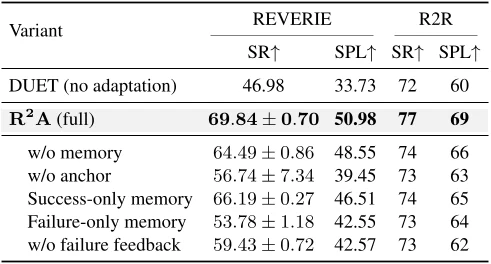 Variant REVERIE R2R
SR↑ SPL↑ SR↑ SPL↑
DUET (no adaptation) 46.98 33.73 72 60
R²A (full) 69.84 ± 0.70 50.98 77 69
w/o memory 64.49 ± 0.86 48.55 74 66
w/o anchor 56.74 ± 7.34 39.45 73 63
Success-only memory 66.19 ± 0.27 46.51 74 65
Failure-only memory 53.78 ± 1.18 42.55 73 64
w/o failure feedback 59.43 ± 0.72 42.57 73 62